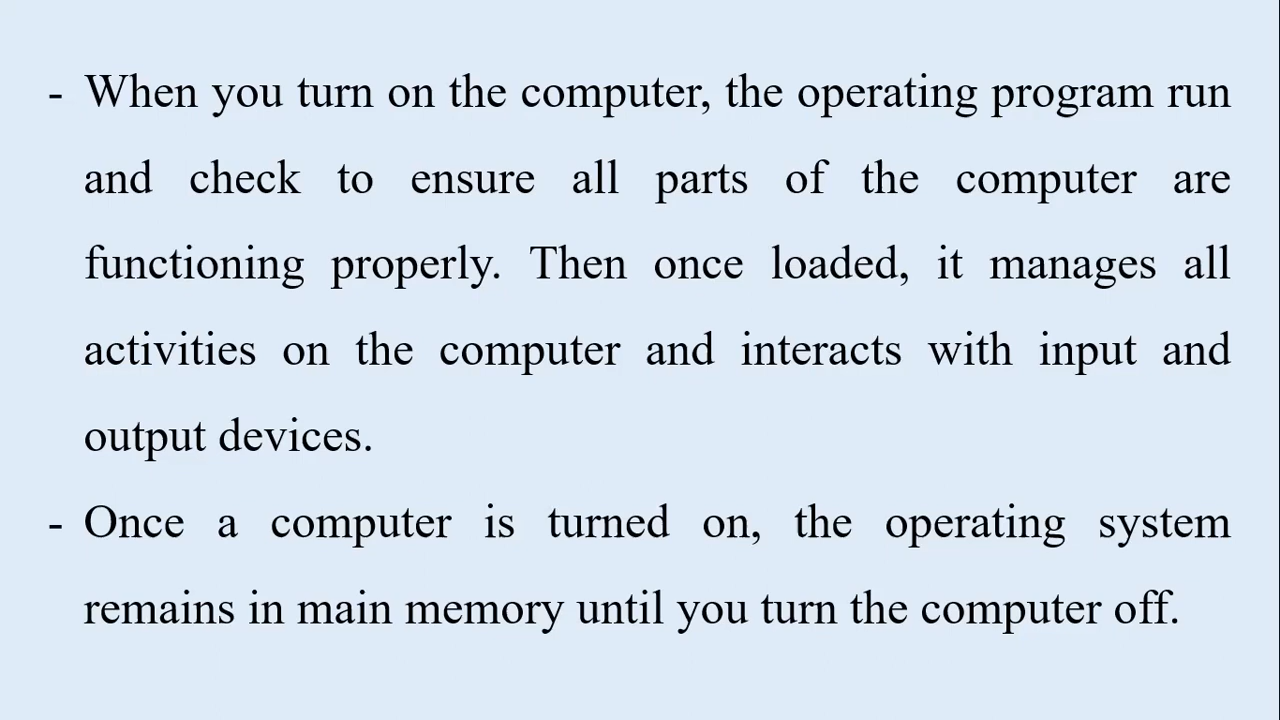 - When you turn on the computer, the operating program run
and check to ensure all parts of the computer are
functioning properly. Then once loaded, it manages all
activities on the computer and interacts with input and
output devices.
- Once a computer is turned on, the operating system
remains in main memory until you turn the computer off.